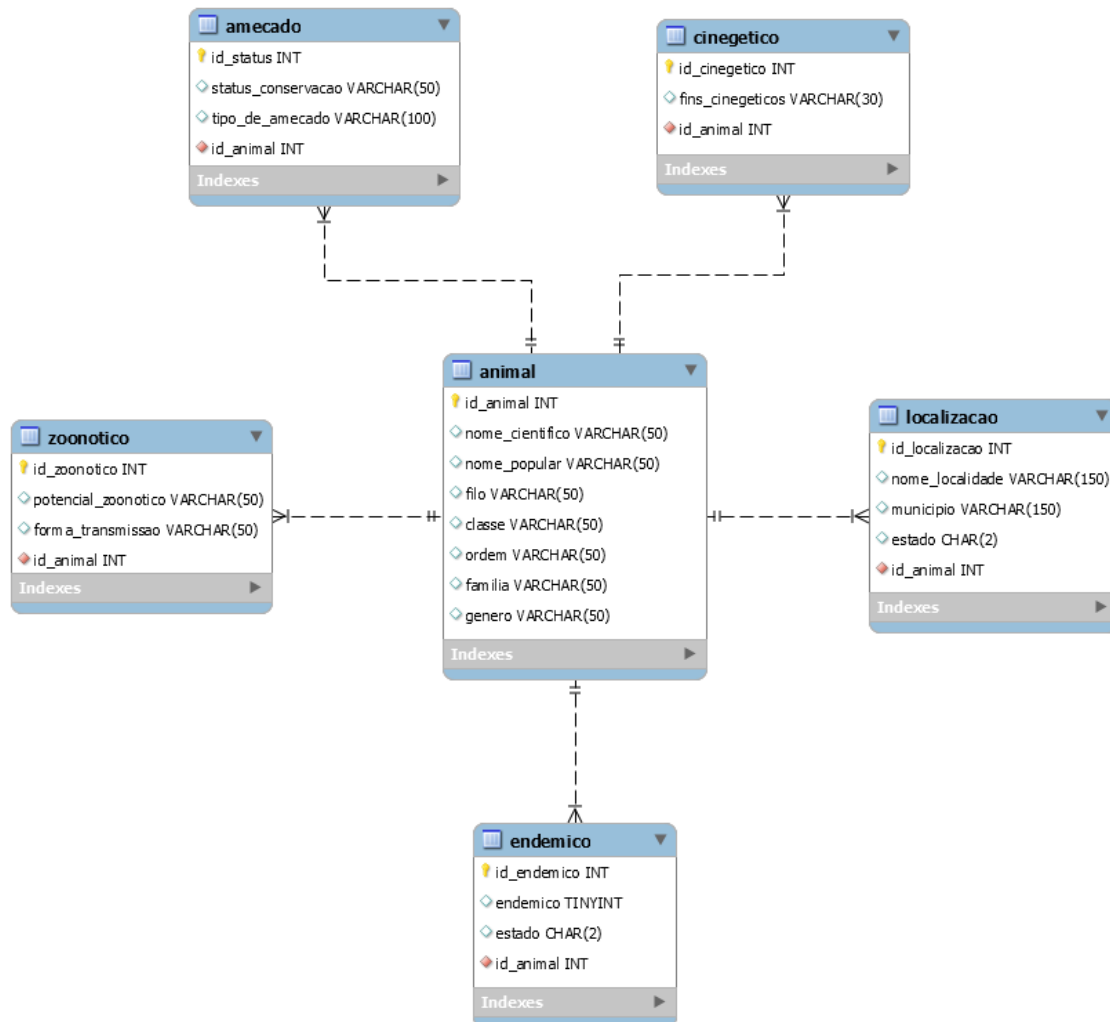 amecado
id_status INT
status_conservacao VARCHAR(50)
tipo_de_amecado VARCHAR(100)
id_animal INT
Indexes
cinegetico
id_cinegetico INT
fins_cinegeticos VARCHAR(30)
id_animal INT
Indexes
animal
id_animal INT
nome_cientifico VARCHAR(50)
nome_popular VARCHAR(50)
filo VARCHAR(50)
classe VARCHAR(50)
ordem VARCHAR(50)
familia VARCHAR(50)
genero VARCHAR(50)
Indexes
zoonotico
id_zoonotico INT
potencial_zoonotico VARCHAR(50)
forma_transmissao VARCHAR(50)
id_animal INT
Indexes
localizacao
id_localizacao INT
nome_localidade VARCHAR(150)
municipio VARCHAR(150)
estado CHAR(2)
id_animal INT
Indexes
endemico
id_endemico INT
endemico TINYINT
estado CHAR(2)
id_animal INT
Indexes